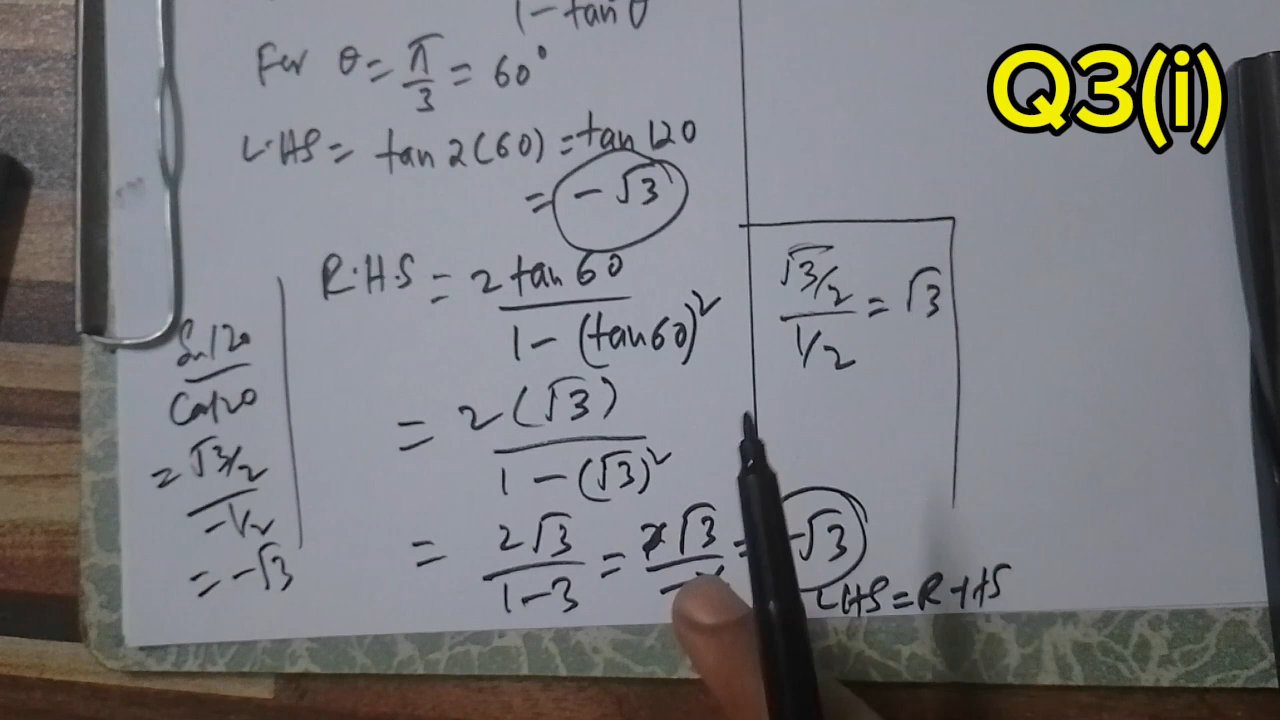 Q3(i)
1 - tan θ
For θ = π/3 = 60°
L.HS = tan 2(60) = tan 120
= -√3
R.H.S = 2 tan 60 / 1 - (tan 60)²
= 2(√3) / 1 - (√3)²
= 2√3 / 1-3 = 2√3 / -2 = -√3
LHS = RHS
Sin120 / Cos120
= √3/2 / -1/2
= -√3
√3/2 / 1/2 = √3